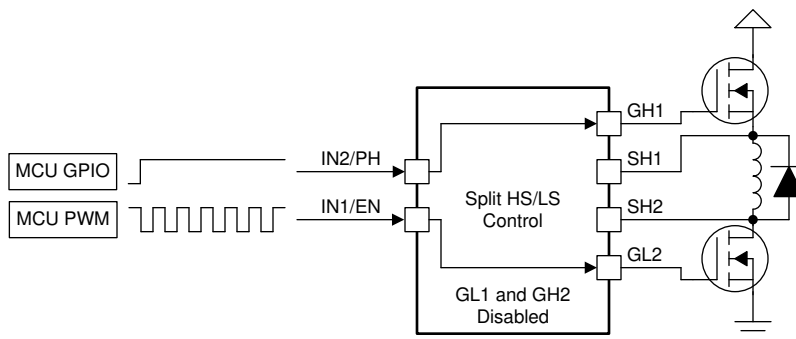 GH1
MCU GPIO
IN2/PH
SH1
MCU PWM
IN1/EN
Split HS/LS
Control
SH2
GL2
GL1 and GH2
Disabled